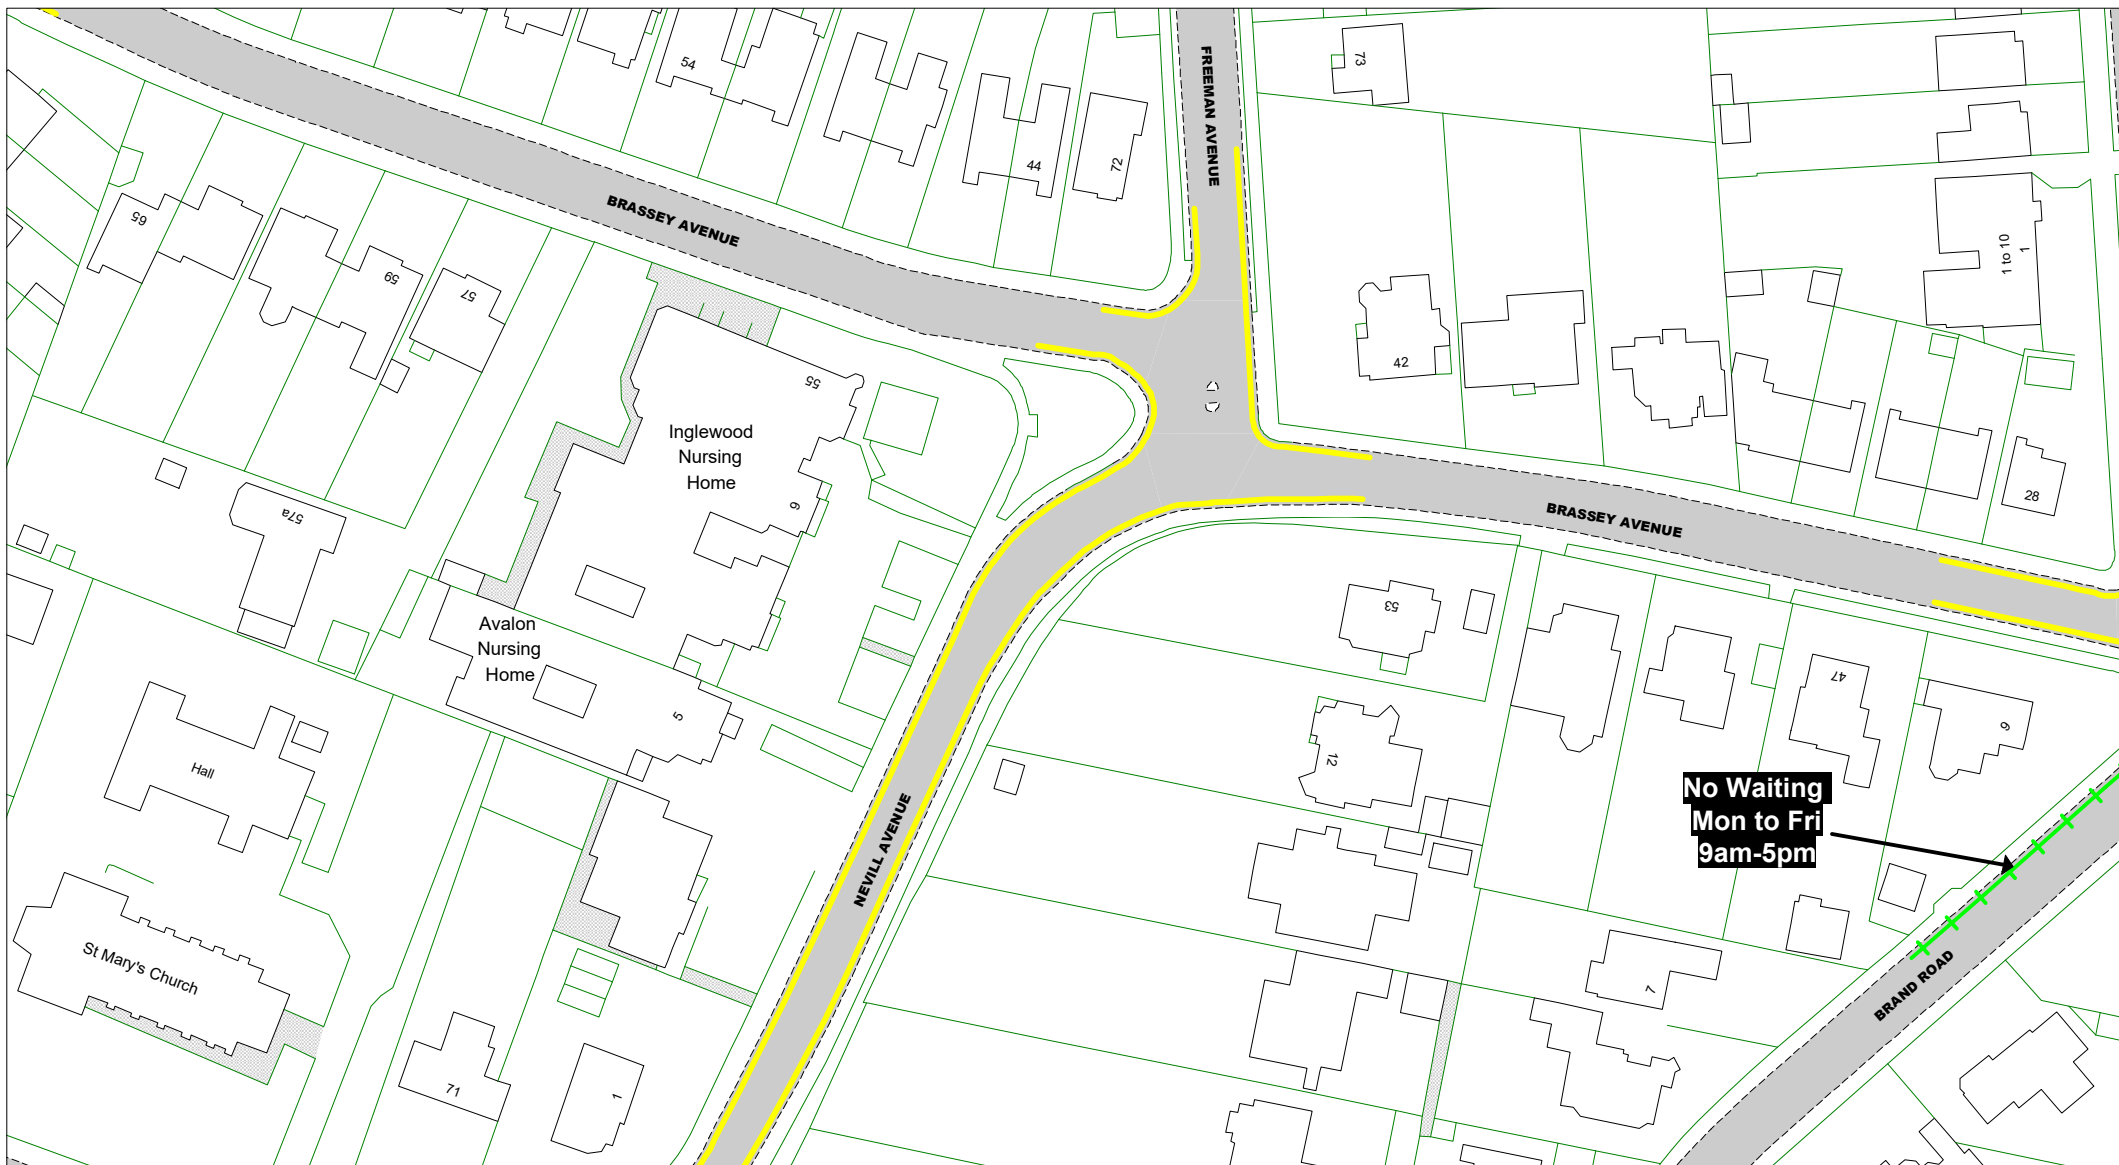 54
73
FREEMAN AVENUE
44
72
65
BRASSEY AVENUE
59
57
1 to 10
1
42
55
Inglewood
Nursing
Home
6
28
57a
BRASSEY AVENUE
Avalon
Nursing
Home
53
5
47
9
12
Hall
No Waiting
Mon to Fri
9am-5pm
NEVILL AVENUE
St Mary's Church
7
BRAND ROAD
71
1